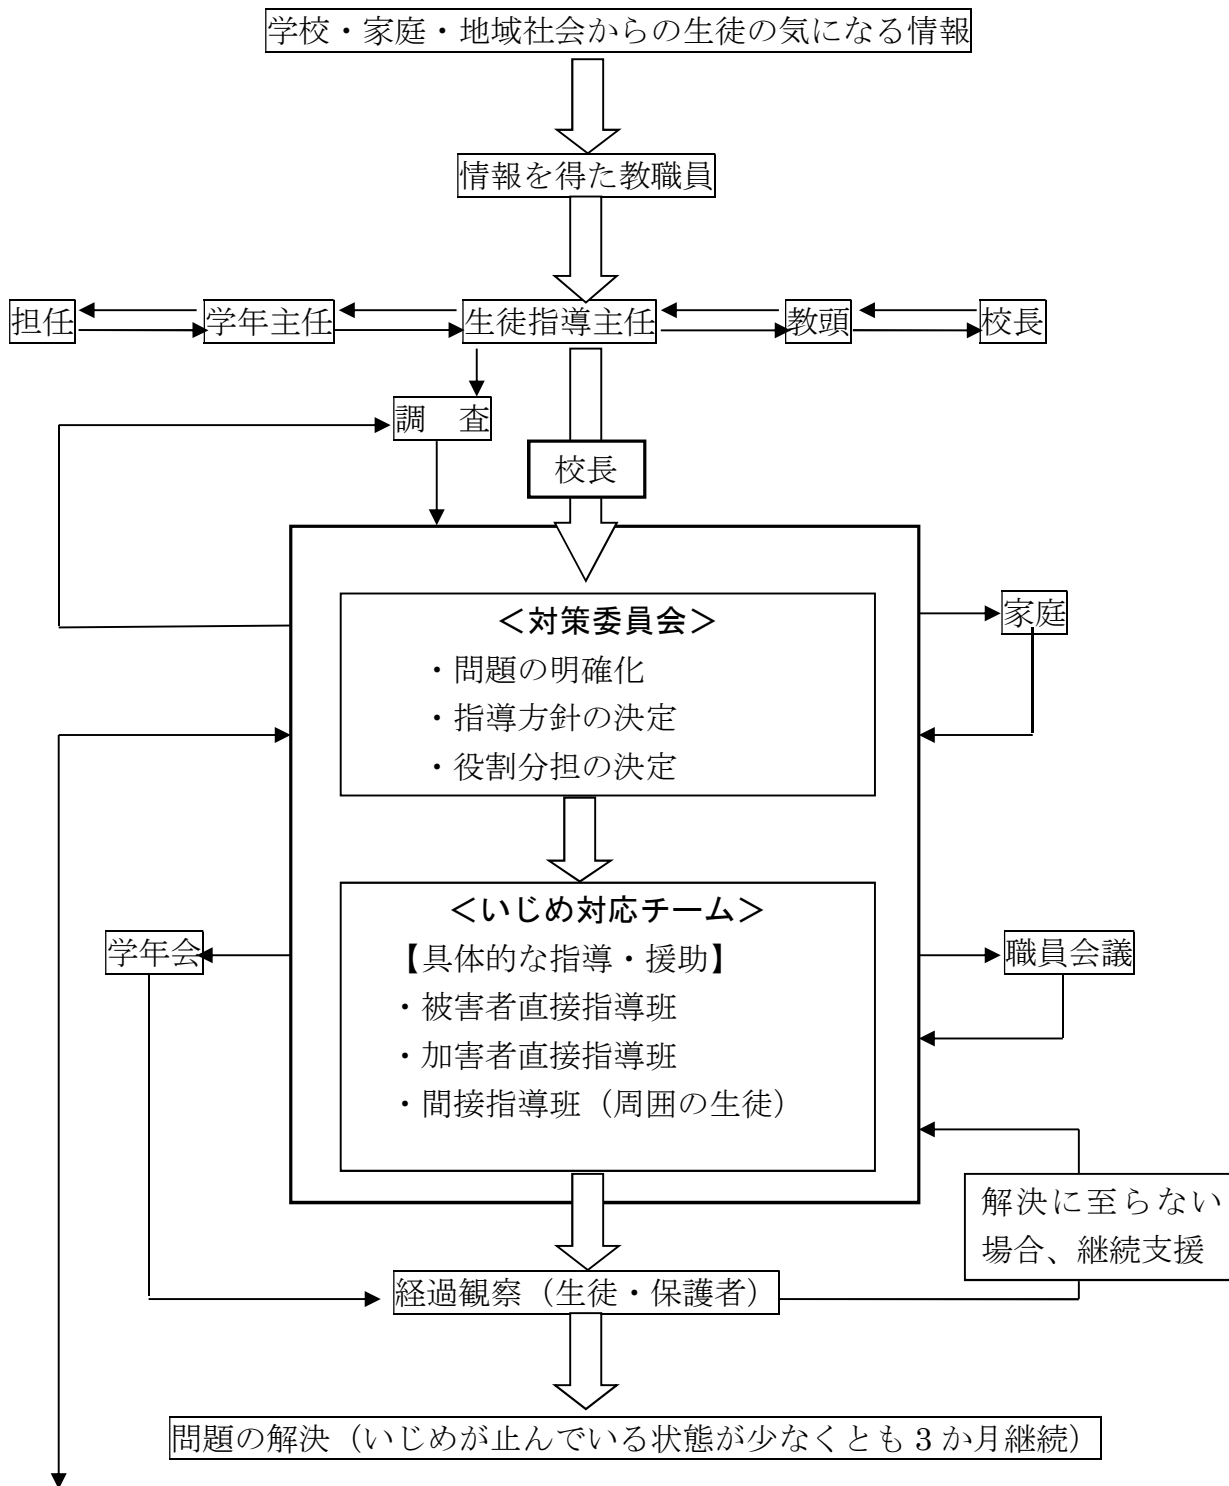 学校・家庭・地域社会からの生徒の気になる情報
情報を得た教職員
担任
学年主任
生徒指導主任
教頭
校長
調　査
校長
＜対策委員会＞
・問題の明確化
・指導方針の決定
・役割分担の決定
家庭
＜いじめ対応チーム＞
【具体的な指導・援助】
・被害者直接指導班
・加害者直接指導班
・間接指導班（周囲の生徒）
学年会
職員会議
解決に至らない
場合、継続支援
経過観察（生徒・保護者）
問題の解決（いじめが止んでいる状態が少なくとも 3 か月継続）